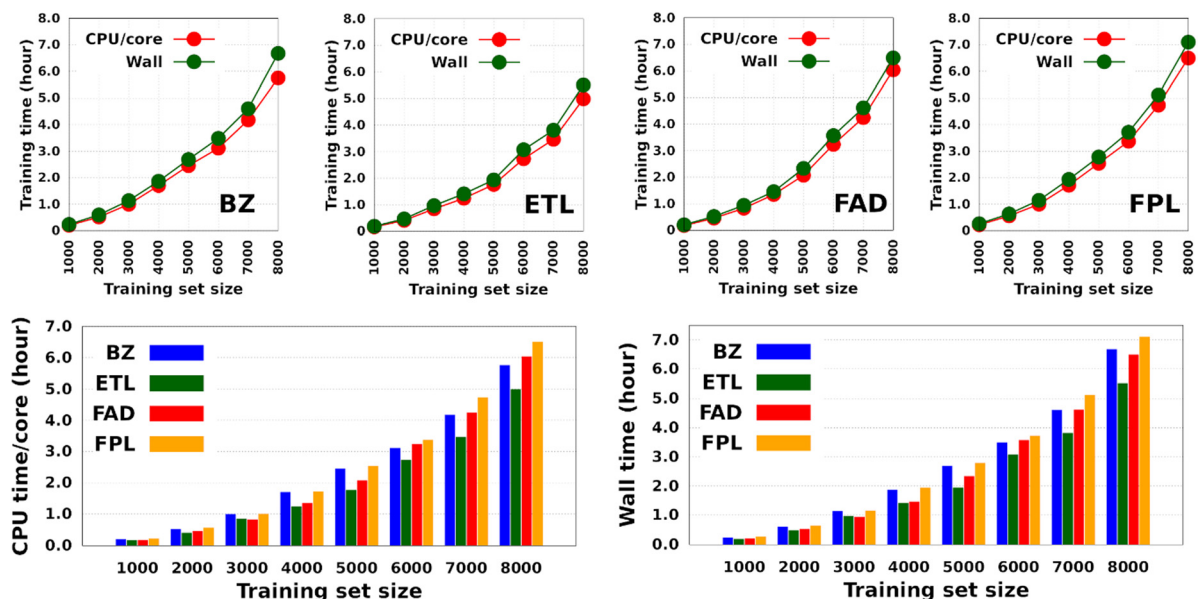 8.0
7.0
6.0
5.0
4.0
3.0
2.0
1.0
0
Training time (hour)
CPU/core
Wall
BZ
1000
2000
3000
4000
5000
6000
7000
8000
Training set size
8.0
7.0
6.0
5.0
4.0
3.0
2.0
1.0
0
Training time (hour)
CPU/core
Wall
ETL
1000
2000
3000
4000
5000
6000
7000
8000
Training set size
8.0
7.0
6.0
5.0
4.0
3.0
2.0
1.0
0
Training time (hour)
CPU/core
Wall
FAD
1000
2000
3000
4000
5000
6000
7000
8000
Training set size
8.0
7.0
6.0
5.0
4.0
3.0
2.0
1.0
0
Training time (hour)
CPU/core
Wall
FPL
1000
2000
3000
4000
5000
6000
7000
8000
Training set size
7.0
6.0
5.0
4.0
3.0
2.0
1.0
0.0
CPU time/core (hour)
BZ
ETL
FAD
FPL
1000 2000 3000 4000 5000 6000 7000 8000
Training set size
7.0
6.0
5.0
4.0
3.0
2.0
1.0
0.0
Wall time (hour)
BZ
ETL
FAD
FPL
1000 2000 3000 4000 5000 6000 7000 8000
Training set size